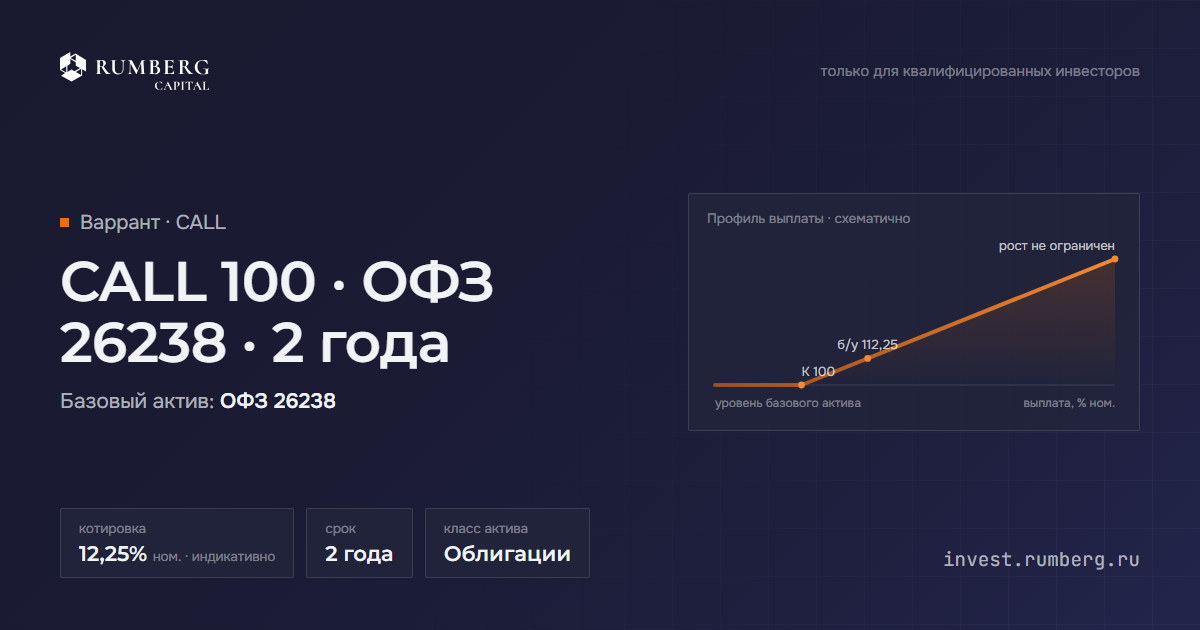 RUMBERG
CAPITAL
только для квалифицированных инвесторов
Варрант · CALL
CALL 100 · ОФЗ
26238 · 2 года
Базовый актив: ОФЗ 26238
Профиль выплаты · схематично
рост не ограничен
б/у 112,25
K 100
уровень базового актива
выплата, % ном.
котировка
12,25% ном. · индикативно
срок
2 года
класс актива
Облигации
invest.rumberg.ru